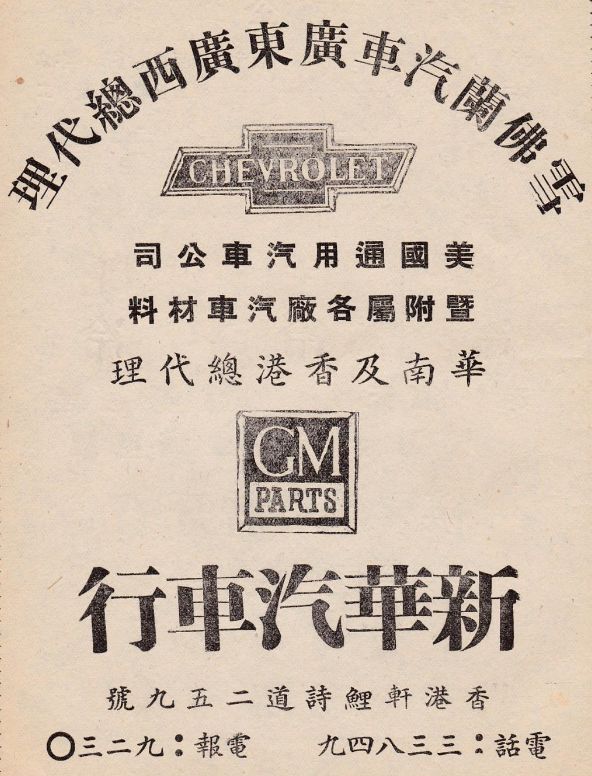 雪佛蘭汽車廣東廣西總代理
CHEVROLET
美國通用汽車公司
暨附屬各廠汽車材料
華南及香港總代理
GM
PARTS
新華汽車行
香港軒鯉詩道二五九號
電話：三三八四九 電報：九二三〇